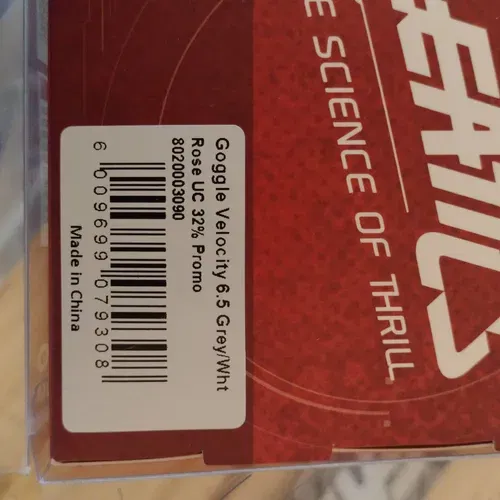 Goggle Velocity 6.5 Grey/Wht
Rose UC 32% Promo
8020003090
6 009699 079308
Made in China
SCIENCE OF THRILL